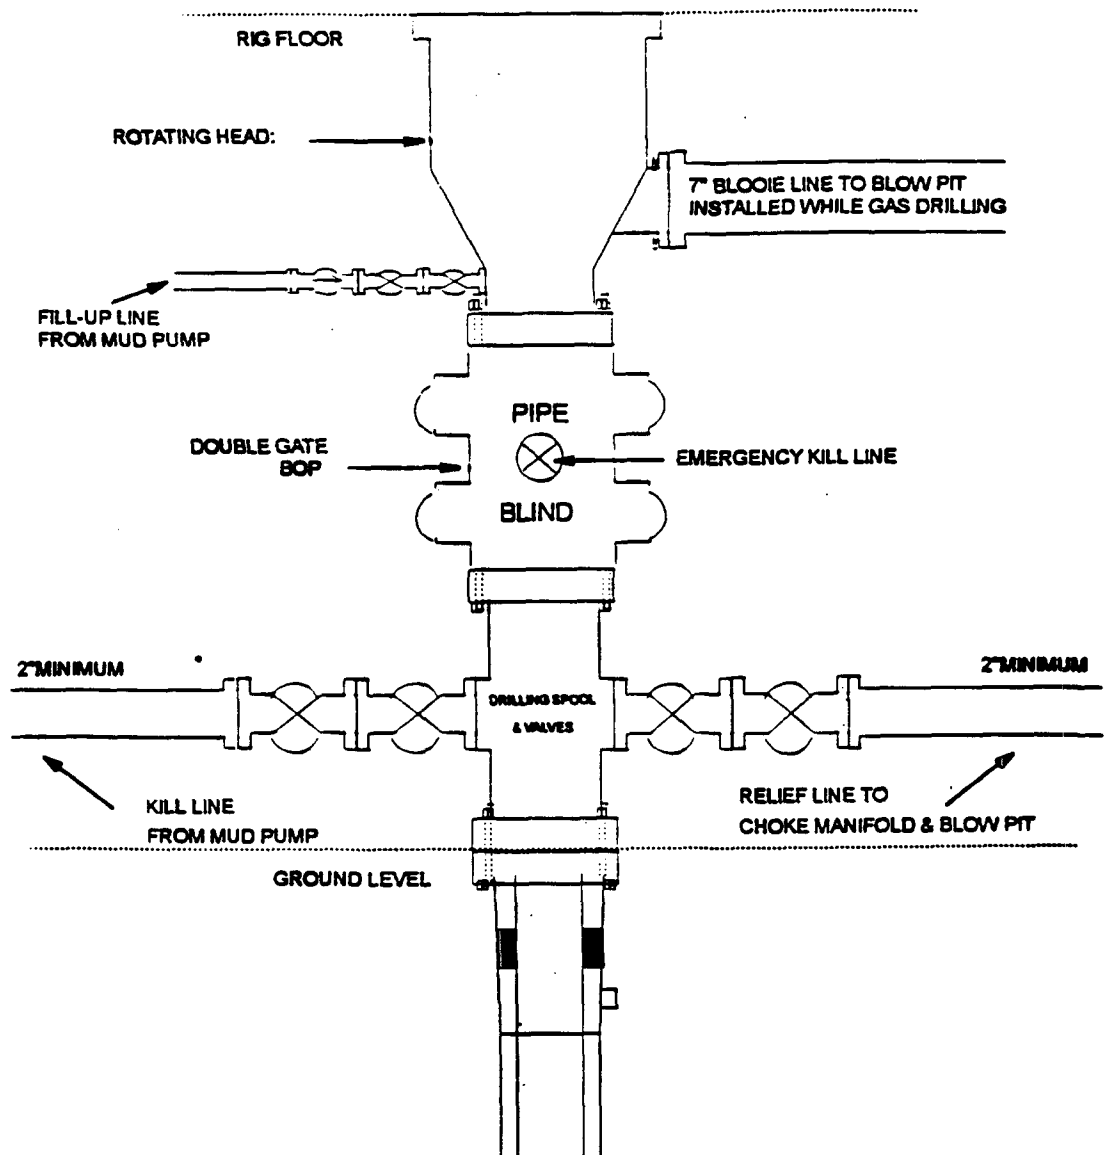 RIG FLOOR
ROTATING HEAD:
7" BLOOIE LINE TO BLOW PIT
INSTALLED WHILE GAS DRILLING
FILL-UP LINE
FROM MUD PUMP
PIPE
DOUBLE GATE
BOP
EMERGENCY KILL LINE
BLIND
2"MINIMUM
2"MINIMUM
DRILLING SPOOL
& VALVES
KILL LINE
FROM MUD PUMP
RELIEF LINE TO
CHOKE MANIFOLD & BLOW PIT
GROUND LEVEL